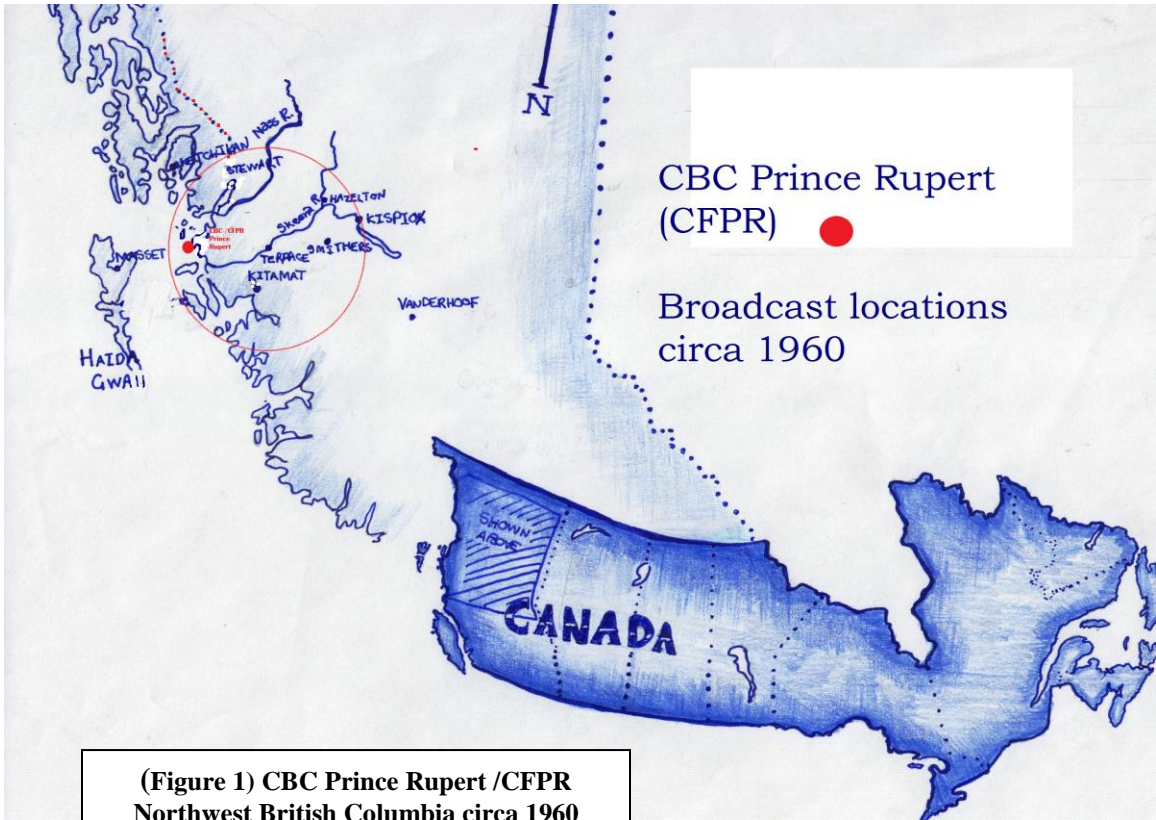 N
KETCHIKAN
NASS R.
STEWART
SKEENA R.
HAZELTON
KISPIOX
CBC /CFPR
Prince
Rupert
MASSET
TERRACE
SMITHERS
KITAMAT
VANDERHOOF
HAIDA
GWAII
CBC Prince Rupert
(CFPR)
Broadcast locations
circa 1960
SHOWN
ABOVE
CANADA
(Figure 1) CBC Prince Rupert /CFPR
Northwest British Columbia circa 1960